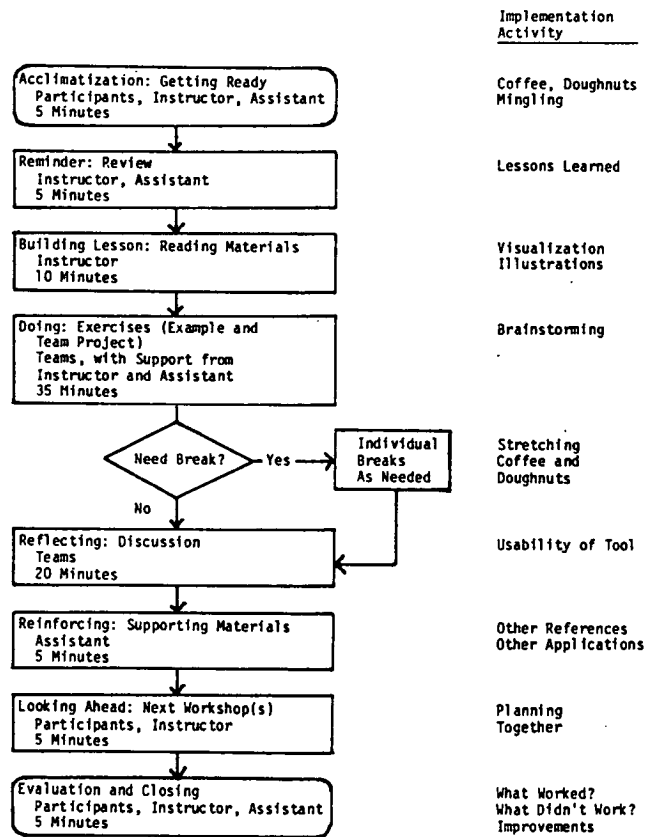 Implementation
Activity
Acclimatization: Getting Ready
Participants, Instructor, Assistant
5 Minutes
Coffee, Doughnuts
Mingling
Reminder: Review
Instructor, Assistant
5 Minutes
Lessons Learned
Building Lesson: Reading Materials
Instructor
10 Minutes
Visualization
Illustrations
Doing: Exercises (Example and
Team Project)
Teams, with Support from
Instructor and Assistant
35 Minutes
Brainstorming
Need Break?
Yes
Individual
Breaks
As Needed
Stretching
Coffee and
Doughnuts
No
Reflecting: Discussion
Teams
20 Minutes
Usability of Tool
Reinforcing: Supporting Materials
Assistant
5 Minutes
Other References
Other Applications
Looking Ahead: Next Workshop(s)
Participants, Instructor
5 Minutes
Planning
Together
Evaluation and Closing
Participants, Instructor, Assistant
5 Minutes
What Worked?
What Didn't Work?
Improvements